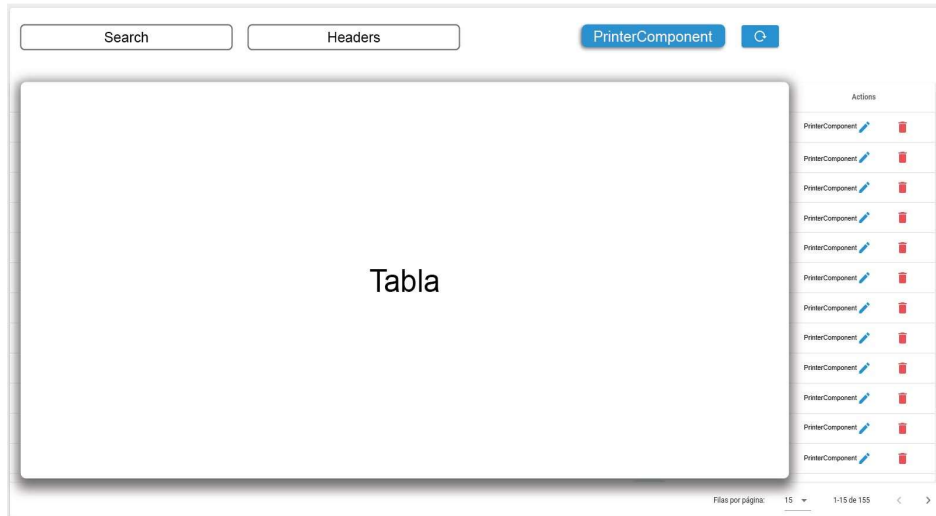 Search Headers PrinterComponent
Actions
PrinterComponent
PrinterComponent
PrinterComponent
PrinterComponent
PrinterComponent
PrinterComponent
Tabla
PrinterComponent
PrinterComponent
PrinterComponent
PrinterComponent
PrinterComponent
PrinterComponent
Filas por página: 15 1-15 de 155